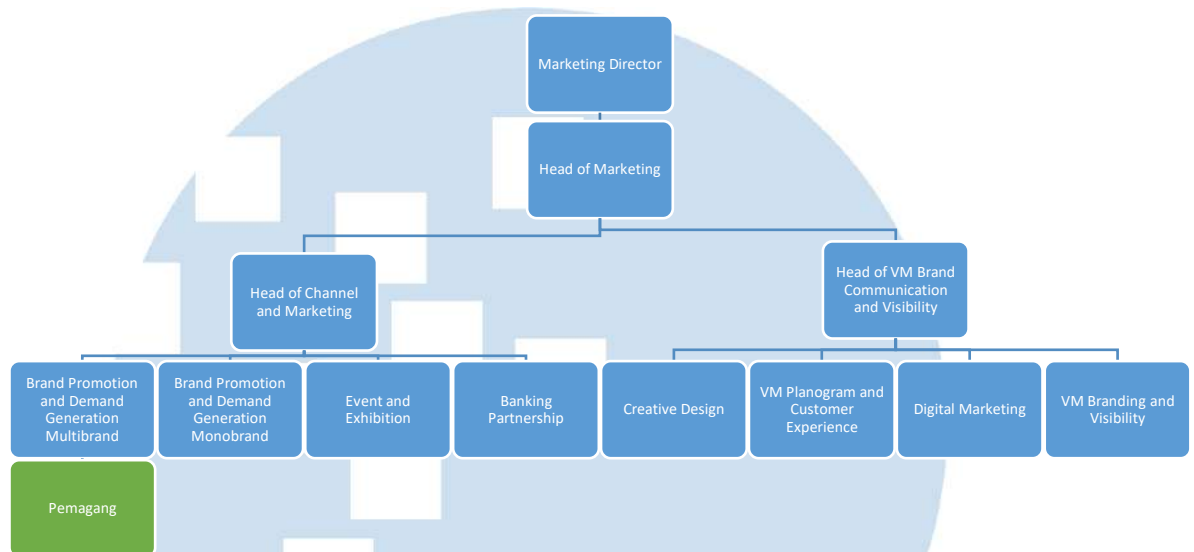 Marketing Director
Head of Marketing
Head of Channel
and Marketing
Head of VM Brand
Communication
and Visibility
Brand Promotion
and Demand
Generation
Multibrand
Brand Promotion
and Demand
Generation
Monobrand
Event and
Exhibition
Banking
Partnership
Creative Design
VM Planogram and
Customer
Experience
Digital Marketing
VM Branding and
Visibility
Pemagang